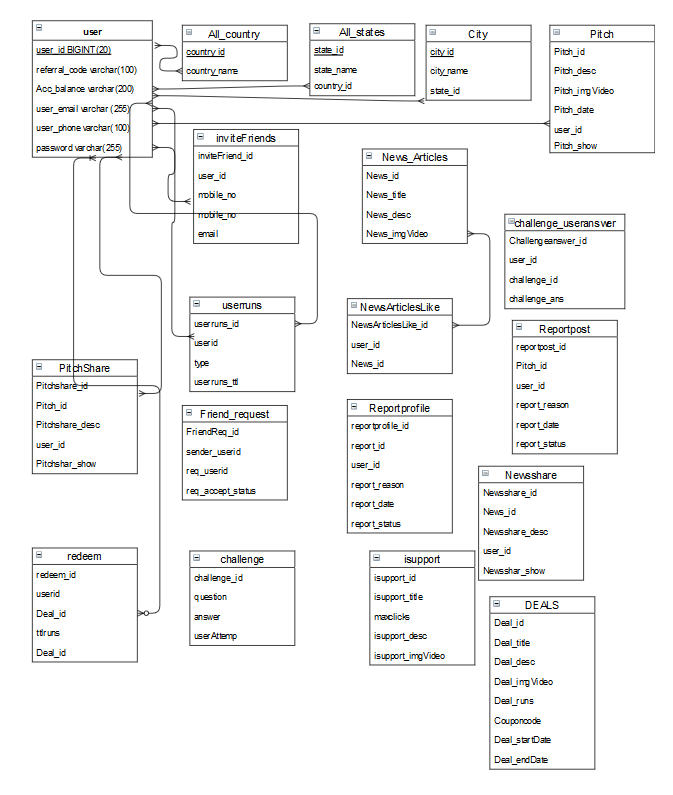 user
user_id BIGINT(20)
referral_code varchar(100)
Acc_balance varchar(200)
user_email varchar (255)
user_phone varchar(100)
password varchar(255)
All_country
country_id
country_name
All_states
state_id
state_name
country_id
City
city id
city_name
state_id
Pitch
Pitch_id
Pitch_desc
Pitch_imgVideo
Pitch_date
user_id
Pitch_show
inviteFriends
inviteFriend_id
user_id
mobile_no
mobile_no
email
News_Articles
News_id
News_title
News_desc
News_imgVideo
challenge_useranswer
Challengeanswer_id
user_id
challenge_id
challenge_ans
userruns
userruns_id
userid
type
userruns_ttl
NewsArticlesLike
NewsArticlesLike_id
user_id
News_id
Reportpost
reportpost_id
Pitch_id
user_id
report_reason
report_date
report_status
PitchShare
Pitchshare_id
Pitch_id
Pitchshare_desc
user_id
Pitchshar_show
Friend_request
FriendReq_id
sender_userid
req_userid
req_accept_status
Reportprofile
reportprofile_id
report_id
user_id
report_reason
report_date
report_status
Newsshare
Newsshare_id
News_id
Newsshare_desc
user_id
Newsshar_show
redeem
redeem_id
userid
Deal_id
ttlruns
Deal_id
challenge
challenge_id
question
answer
userAttemp
isupport
isupport_id
isupport_title
maxclicks
isupport_desc
isupport_imgVideo
DEALS
Deal_id
Deal_title
Deal_desc
Deal_imgVideo
Deal_runs
Couponcode
Deal_startDate
Deal_endDate